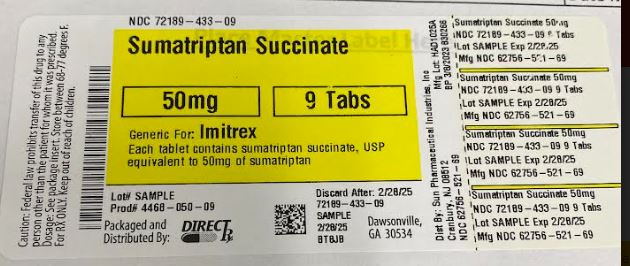 NDC 72189-433-09
Sumatriptan Succinate
50mg
9 Tabs
Generic For: Imitrex
Each tablet contains sumatriptan succinate, USP
equivalent to 50mg of sumatriptan
Lot# SAMPLE
Prod# 4468-050-09
Packaged and
Distributed By:
DIRECT Rx
Discard After: 2/28/25
72189-433-09
SAMPLE
2/28/25
BTBJB
Dawsonville,
GA 30534
Caution: Federal law prohibits transfer of this drug to any
person other than the patient for whom it was prescribed.
Dosage: See package insert. Store between 68-77 degrees F.
For RX ONLY. Keep out of reach of children.
Mfg Lot: HAD1025A
BP 3/8/2023 830266
Dist By: Sun Pharmaceutical Industries, Inc
Cranbury, NJ 08512
NDC 62756-521-69
Sumatriptan Succinate 50mg
NDC 72189-433-09 9 Tabs
Lot SAMPLE Exp 2/28/25
Mfg NDC 62756-521-69
Sumatriptan Succinate 50mg
NDC 72189-433-09 9 Tabs
Lot SAMPLE Exp 2/28/25
Mfg NDC 62756-521-69
Sumatriptan Succinate 50mg
NDC 72189-433-09 9 Tabs
Lot SAMPLE Exp 2/28/25
Mfg NDC 62756-521-69
Sumatriptan Succinate 50mg
NDC 72189-433-09 9 Tabs
Lot SAMPLE Exp 2/28/25
Mfg NDC 62756-521-69